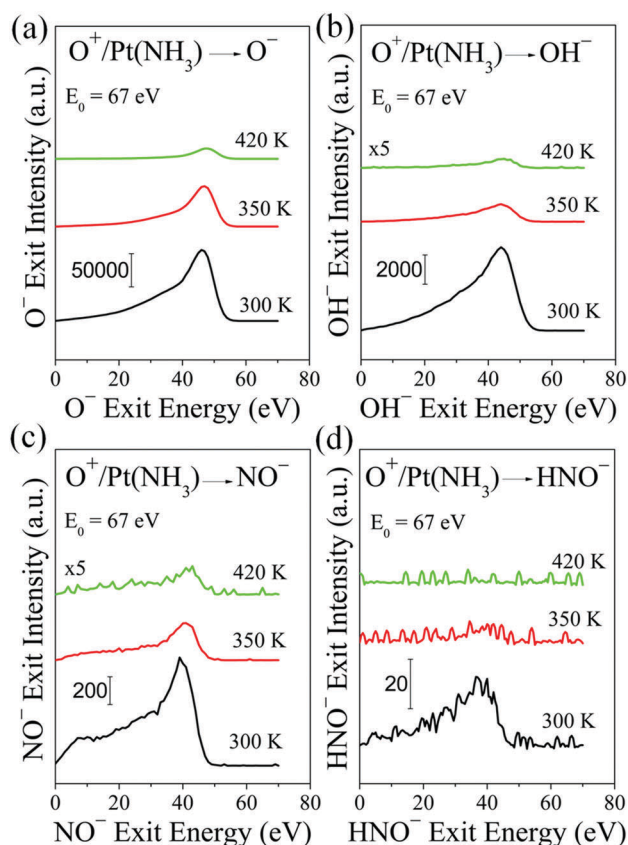 (a)
O⁺/Pt(NH₃) → O⁻
E₀ = 67 eV
420 K
350 K
50000
300 K
0 20 40 60 80
O⁻ Exit Energy (eV)
O⁻ Exit Intensity (a.u.)
(b)
O⁺/Pt(NH₃) → OH⁻
E₀ = 67 eV
x5
420 K
350 K
2000
300 K
0 20 40 60 80
OH⁻ Exit Energy (eV)
OH⁻ Exit Intensity (a.u.)
(c)
O⁺/Pt(NH₃) → NO⁻
E₀ = 67 eV
x5
420 K
350 K
200
300 K
0 20 40 60 80
NO⁻ Exit Energy (eV)
NO⁻ Exit Intensity (a.u.)
(d)
O⁺/Pt(NH₃) → HNO⁻
E₀ = 67 eV
420 K
350 K
20
300 K
0 20 40 60 80
HNO⁻ Exit Energy (eV)
HNO⁻ Exit Intensity (a.u.)